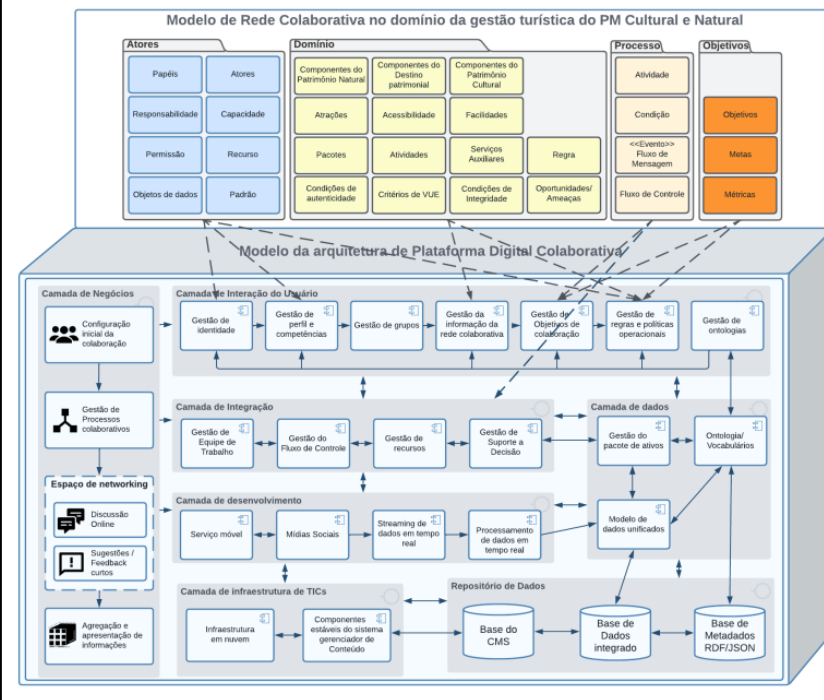 Modelo de Rede Colaborativa no domínio da gestão turística do PM Cultural e Natural
Atores
Papéis
Atores
Responsabilidade
Capacidade
Permissão
Recurso
Objetos de dados
Padrão
Domínio
Componentes do
Patrimônio Natural
Componentes do
Destino
patrimonial
Componentes do
Patrimônio
Cultural
Atrações
Acessibilidade
Facilidades
Pacotes
Atividades
Serviços
Auxiliares
Regra
Condições de
autenticidade
Critérios de VUE
Condições de
Integridade
Oportunidades/
Ameaças
Processo
Atividade
Condição
<<Evento>>
Fluxo de
Mensagem
Fluxo de Controle
Objetivos
Objetivos
Metas
Métricas
Modelo da arquitetura de Plataforma Digital Colaborativa
Camada de Negócios
Configuração
inicial da
colaboração
Gestão de
Processos
colaborativos
Espaço de networking
Discussão
Online
Sugestões /
Feedback
curtos
Agregação e
apresentação de
informações
Camada de Interação do Usuário
Gestão de
identidade
Gestão de
perfil e
competências
Gestão de grupos
Gestão da
informação da
rede colaborativa
Gestão de
Objetivos de
colaboração
Gestão de
regras e políticas
operacionais
Gestão de
ontologias
Camada de Integração
Gestão de
Equipe de
Trabalho
Gestão do
Fluxo de Controle
Gestão de
recursos
Gestão de
Suporte a
Decisão
Camada de dados
Gestão do
pacote de ativos
Ontologia/
Vocabulários
Modelo de
dados unificados
Camada de desenvolvimento
Serviço móvel
Mídias Sociais
Streaming de
dados em tempo
real
Processamento
de dados em
tempo real
Camada de infraestrutura de TICs
Infraestrutura
em nuvem
Componentes
estáveis do sistema
gerenciador de
Conteúdo
Repositório de Dados
Base do
CMS
Base de
Dados
integrado
Base de
Metadados
RDF/JSON